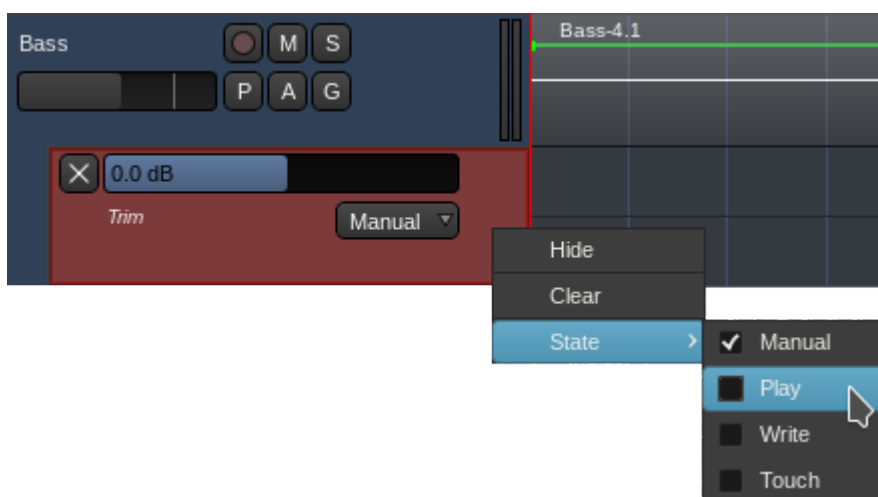 Bass
M S
P A G
Bass-4.1
0.0 dB
Trim
Manual
Hide
Clear
State
Manual
Play
Write
Touch